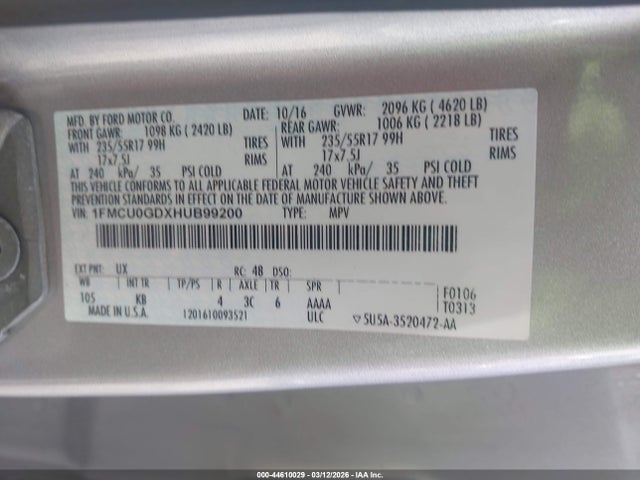 MFD. BY FORD MOTOR CO. DATE: 10/16 GVWR: 2096 KG ( 4620 LB)
FRONT GAWR: 1098 KG ( 2420 LB) REAR GAWR: 1006 KG ( 2218 LB)
WITH 235/55R17 99H TIRES WITH 235/55R17 99H TIRES
17x7.5J RIMS 17x7.5J RIMS
AT 240 kPa/ 35 PSI COLD AT 240 kPa/ 35 PSI COLD
THIS VEHICLE CONFORMS TO ALL APPLICABLE FEDERAL MOTOR VEHICLE SAFETY AND THEFT
PREVENTION STANDARDS IN EFFECT ON THE DATE OF MANUFACTURE SHOWN ABOVE.
VIN: 1FMCU0GDXHUB99200 TYPE: MPV
EXT PNT: UX RC: 48 DSO:
WB INT TR TP/PS R AXLE TR SPR
105 KB 4 3C 6 AAAA F0106
MADE IN U.S.A. 1201610093521 ULC ▽5U5A-3520472-AA T0313
000-44610029 - 03/12/2026 - IAA Inc.